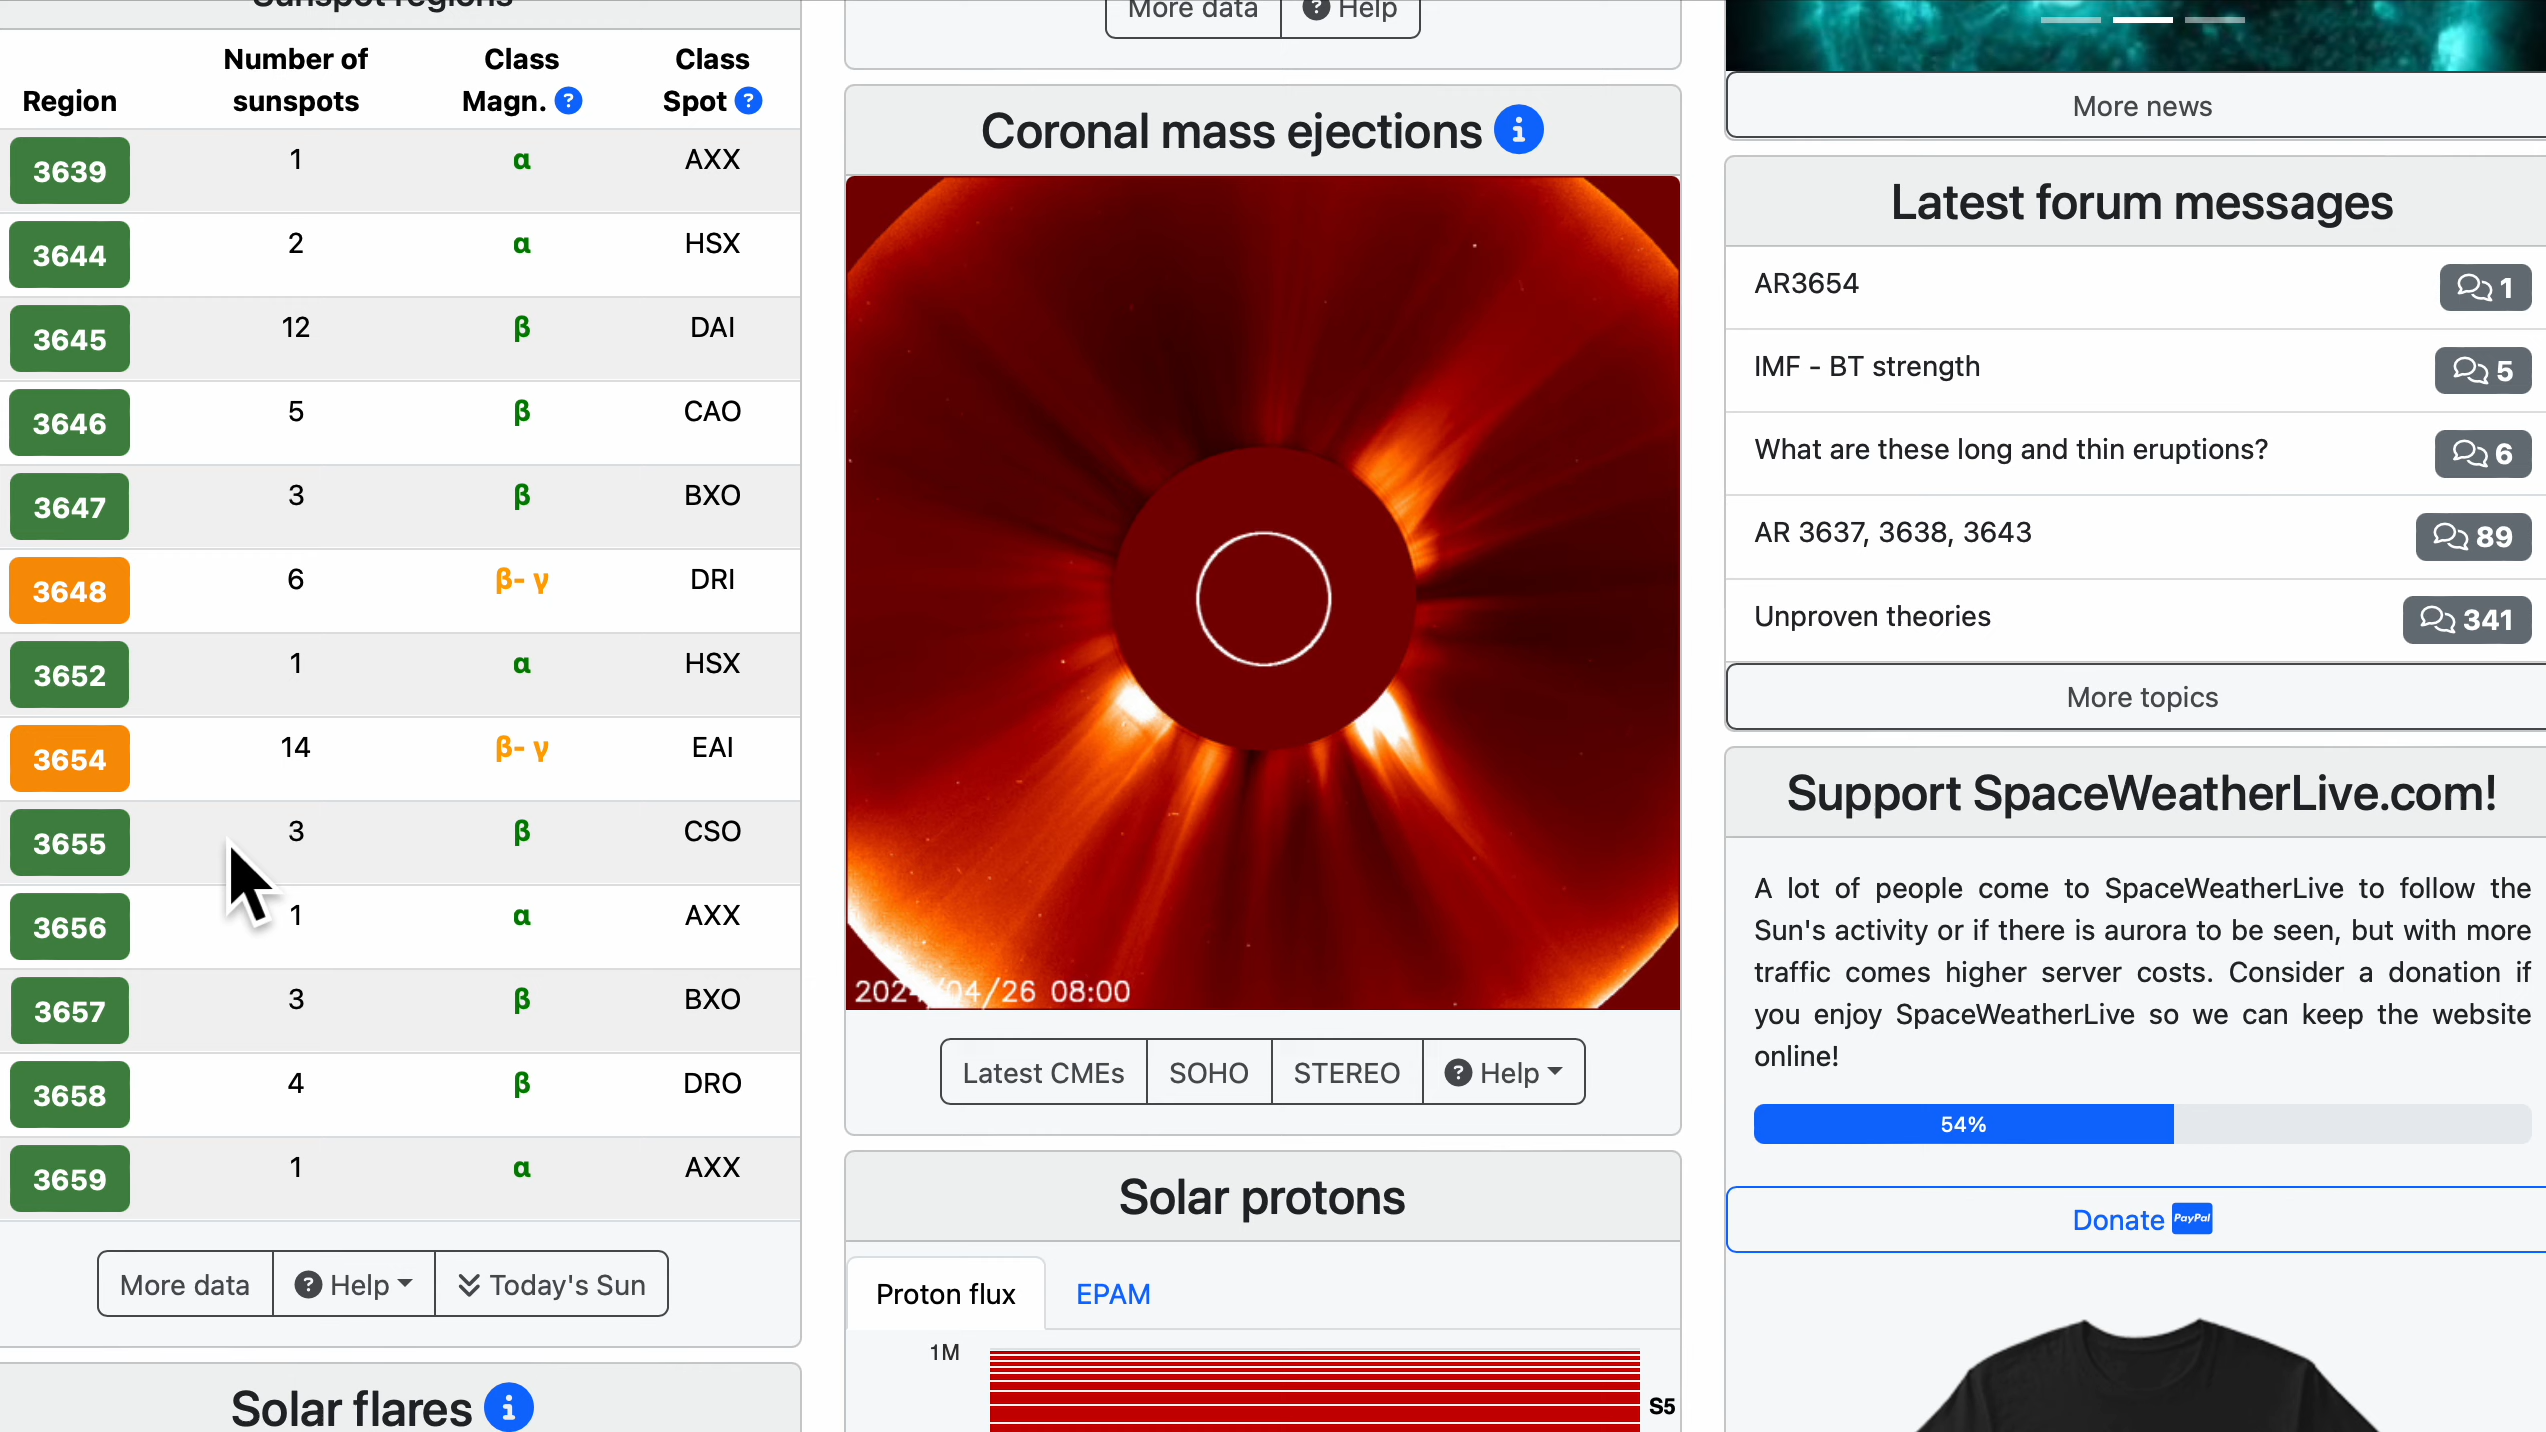 Sunspot regions
Region
Number of
sunspots
Class
Magn. ?
Class
Spot ?
3639 1 α AXX
3644 2 α HSX
3645 12 β DAI
3646 5 β CAO
3647 3 β BXO
3648 6 β- γ DRI
3652 1 α HSX
3654 14 β- γ EAI
3655 3 β CSO
3656 1 α AXX
3657 3 β BXO
3658 4 β DRO
3659 1 α AXX
More data ? Help Today's Sun
Solar flares i
More data ? Help
Coronal mass ejections i
2024/04/26 08:00
Latest CMEs SOHO STEREO ? Help
Solar protons
Proton flux EPAM
1M
S5
More news
Latest forum messages
AR3654 1
IMF - BT strength 5
What are these long and thin eruptions? 6
AR 3637, 3638, 3643 89
Unproven theories 341
More topics
Support SpaceWeatherLive.com!
A lot of people come to SpaceWeatherLive to follow the
Sun's activity or if there is aurora to be seen, but with more
traffic comes higher server costs. Consider a donation if
you enjoy SpaceWeatherLive so we can keep the website
online!
54%
Donate PayPal